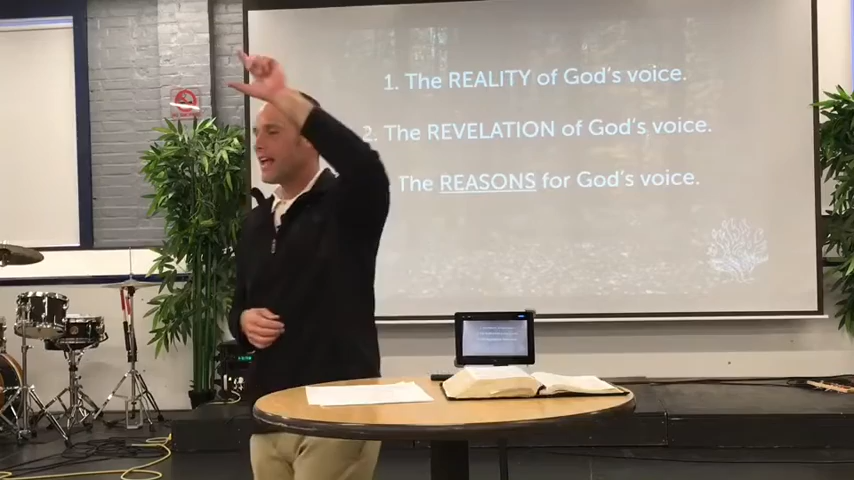 1. The REALITY of God's voice.
2. The REVELATION of God's voice.
The REASONS for God's voice.